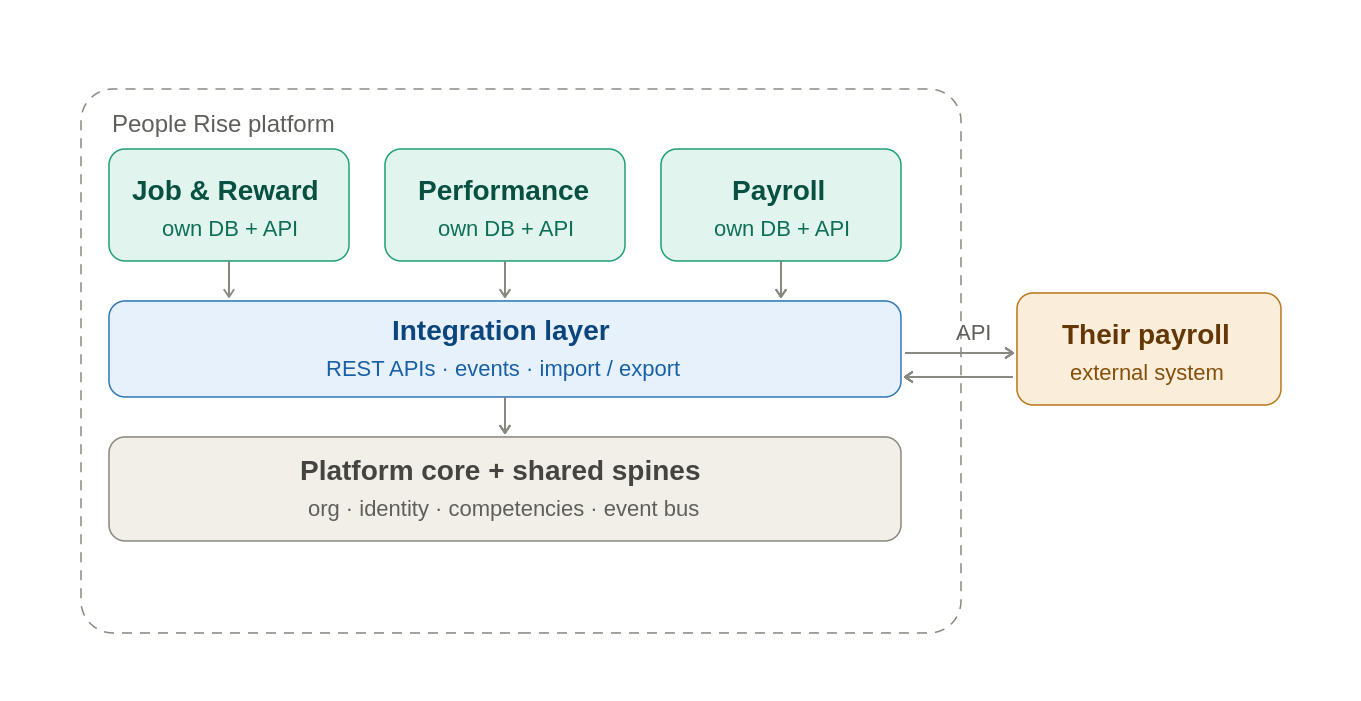 People Rise platform
Job & Reward
own DB + API
Performance
own DB + API
Payroll
own DB + API
Integration layer
REST APIs · events · import / export
API
Their payroll
external system
Platform core + shared spines
org · identity · competencies · event bus